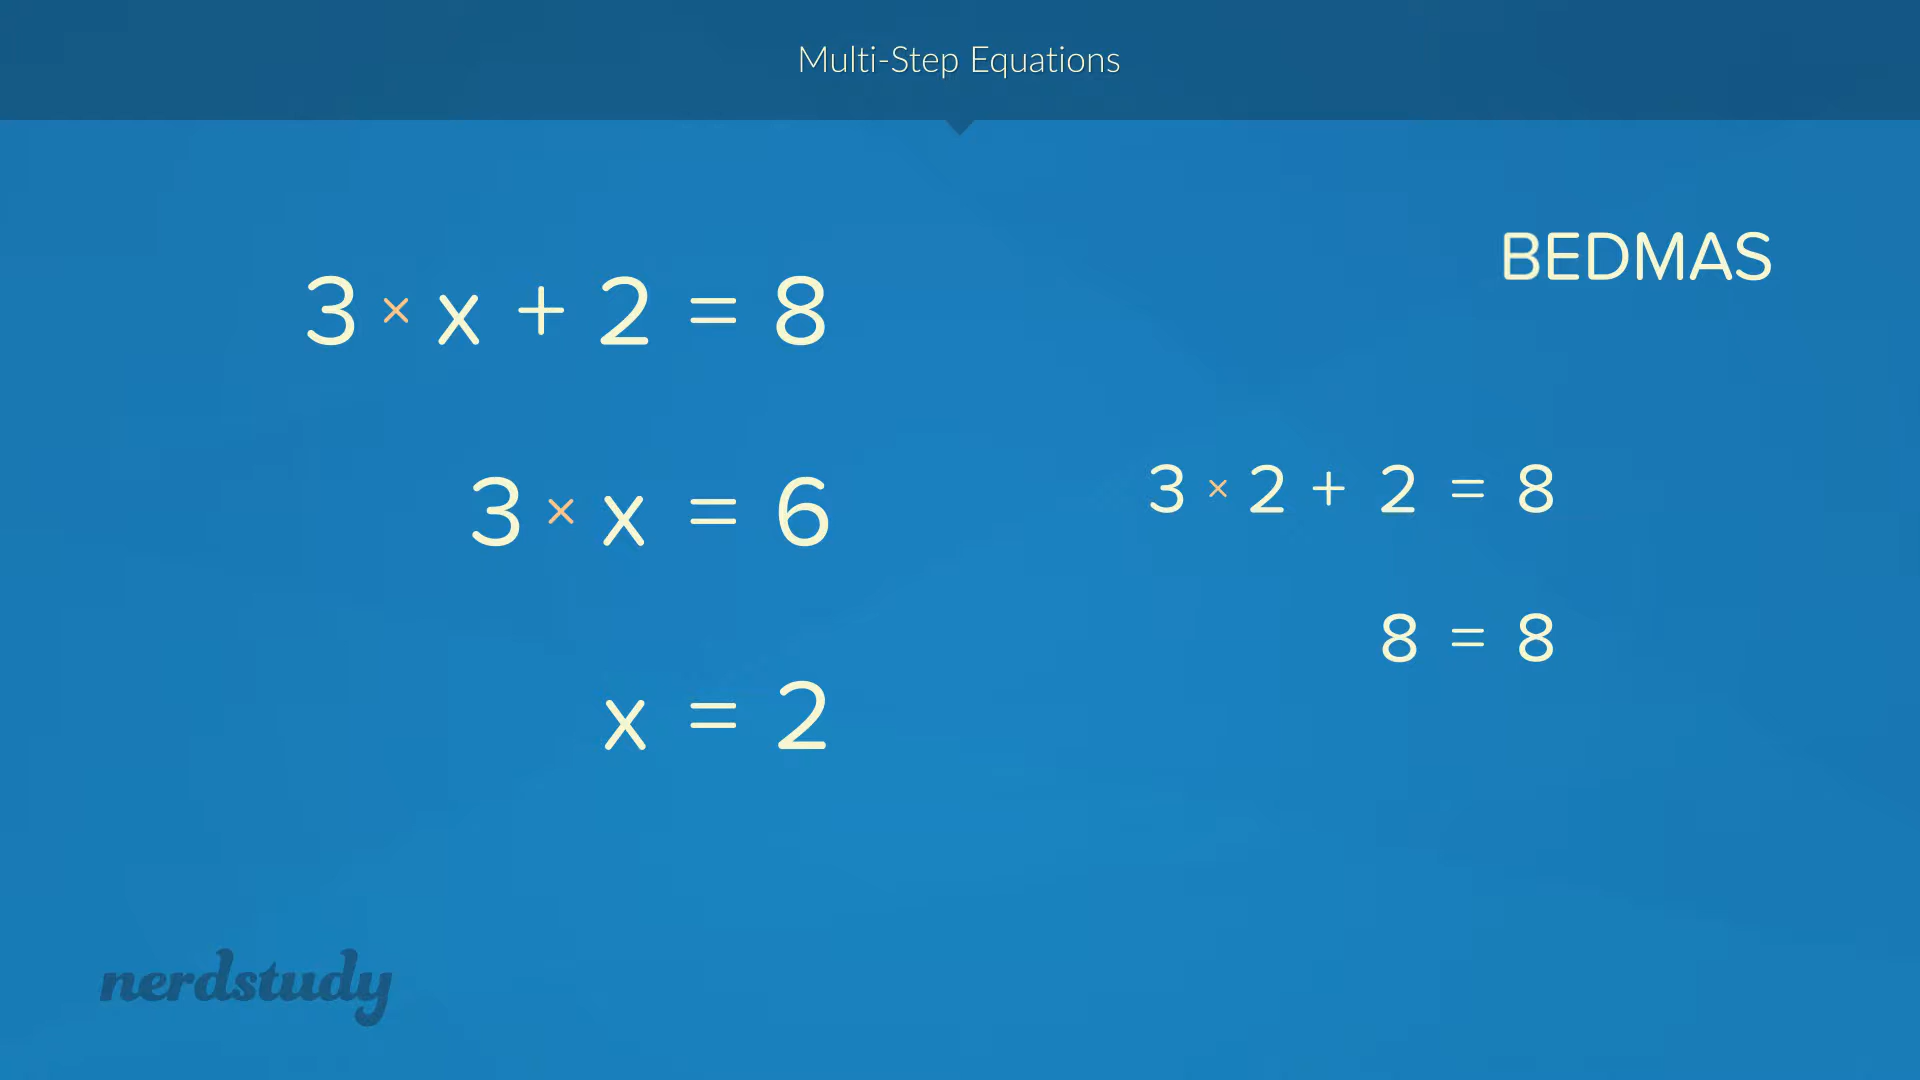 Multi-Step Equations
BEDMAS
3 × x + 2 = 8
3 × x = 6
x = 2
3 × 2 + 2 = 8
8 = 8
nerdstudy